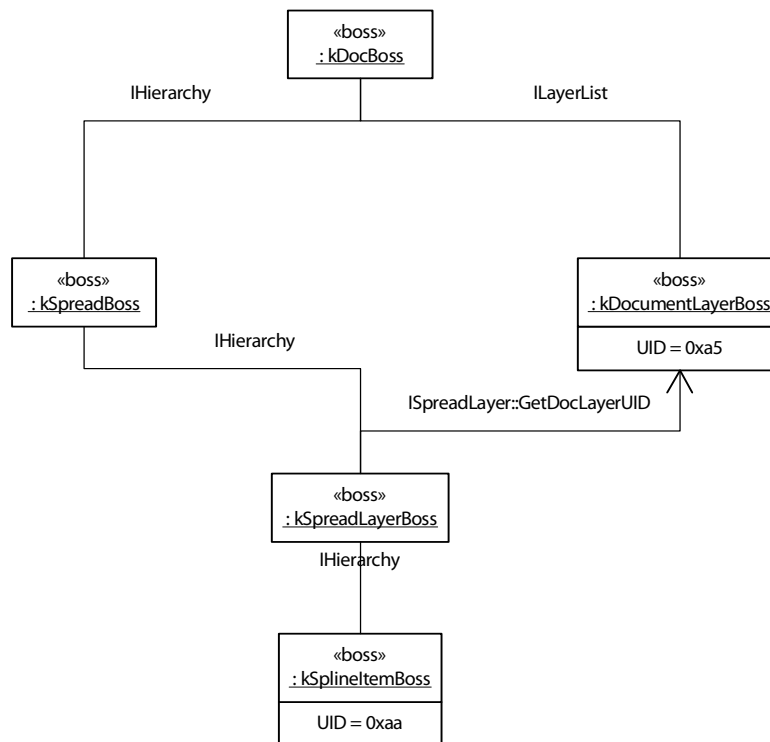 «boss»
: kDocBoss
IHierarchy
ILayerList
«boss»
: kSpreadBoss
«boss»
: kDocumentLayerBoss
UID = 0xa5
IHierarchy
ISpreadLayer::GetDocLayerUID
«boss»
: kSpreadLayerBoss
IHierarchy
«boss»
: kSplineItemBoss
UID = 0xaa